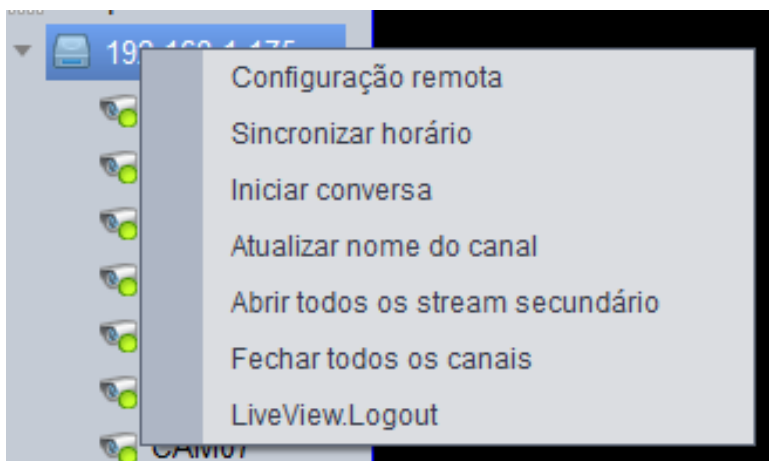 Configuração remota
Sincronizar horário
Iniciar conversa
Atualizar nome do canal
Abrir todos os stream secundário
Fechar todos os canais
LiveView.Logout